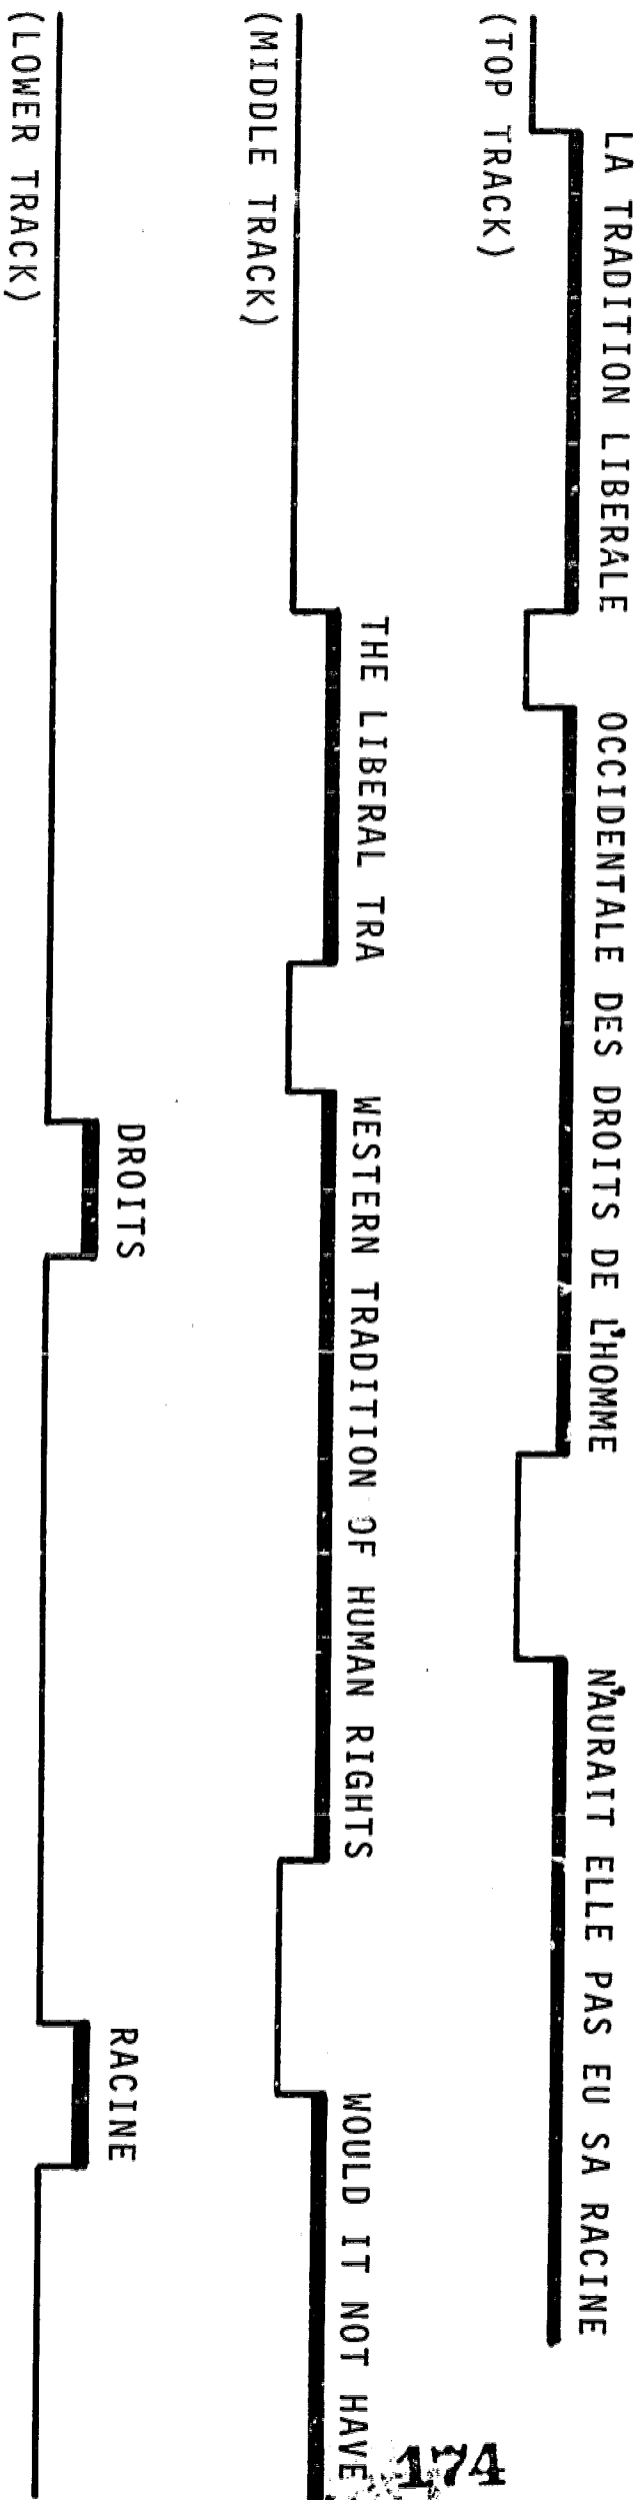 LA TRADITION LIBERALE OCCIDENTALE DES DROITS DE L'HOMME N'AURAIT ELLE PAS EU SA RACINE
(TOP TRACK)
THE LIBERAL TRA WESTERN TRADITION OF HUMAN RIGHTS WOULD IT NOT HAVE
(MIDDLE TRACK)
DROITS RACINE
(LOWER TRACK)
174